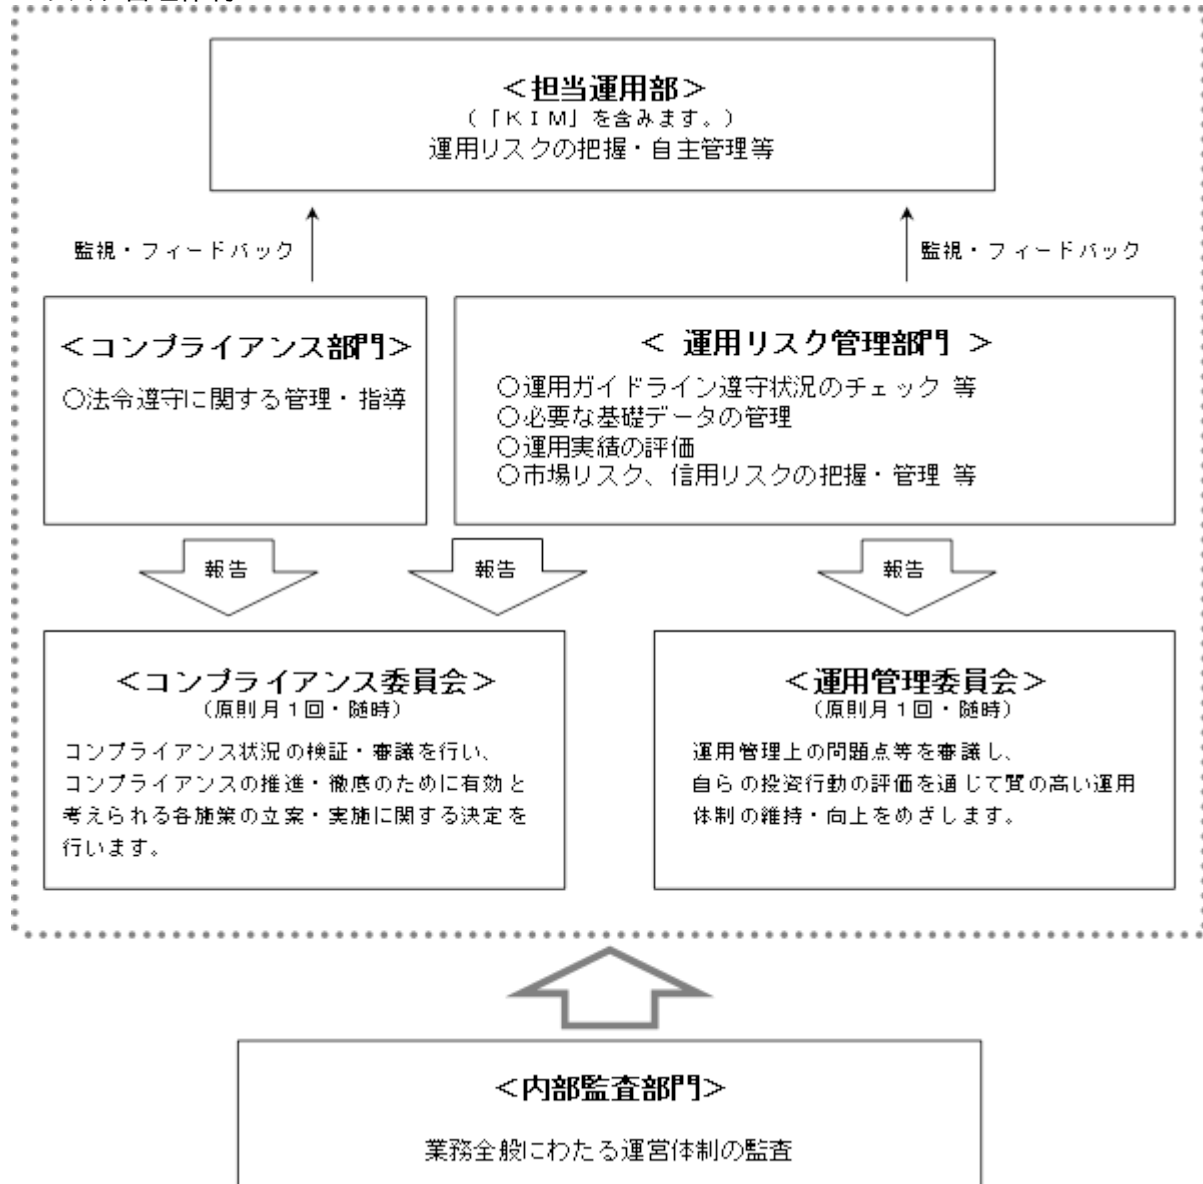 ＜担当運用部＞
（「ＫＩＭ」を含みます。）
運用リスクの把握・自主管理等
監視・フィードバック
監視・フィードバック
＜コンプライアンス部門＞
○法令遵守に関する管理・指導
＜ 運用リスク管理部門 ＞
○運用ガイドライン遵守状況のチェック 等
○必要な基礎データの管理
○運用実績の評価
○市場リスク、信用リスクの把握・管理 等
報告
報告
報告
＜コンプライアンス委員会＞
（原則月１回・随時）
コンプライアンス状況の検証・審議を行い、
コンプライアンスの推進・徹底のために有効と
考えられる各施策の立案・実施に関する決定を
行います。
＜運用管理委員会＞
（原則月１回・随時）
運用管理上の問題点等を審議し、
自らの投資行動の評価を通じて質の高い運用
体制の維持・向上をめざします。
＜内部監査部門＞
業務全般にわたる運営体制の監査